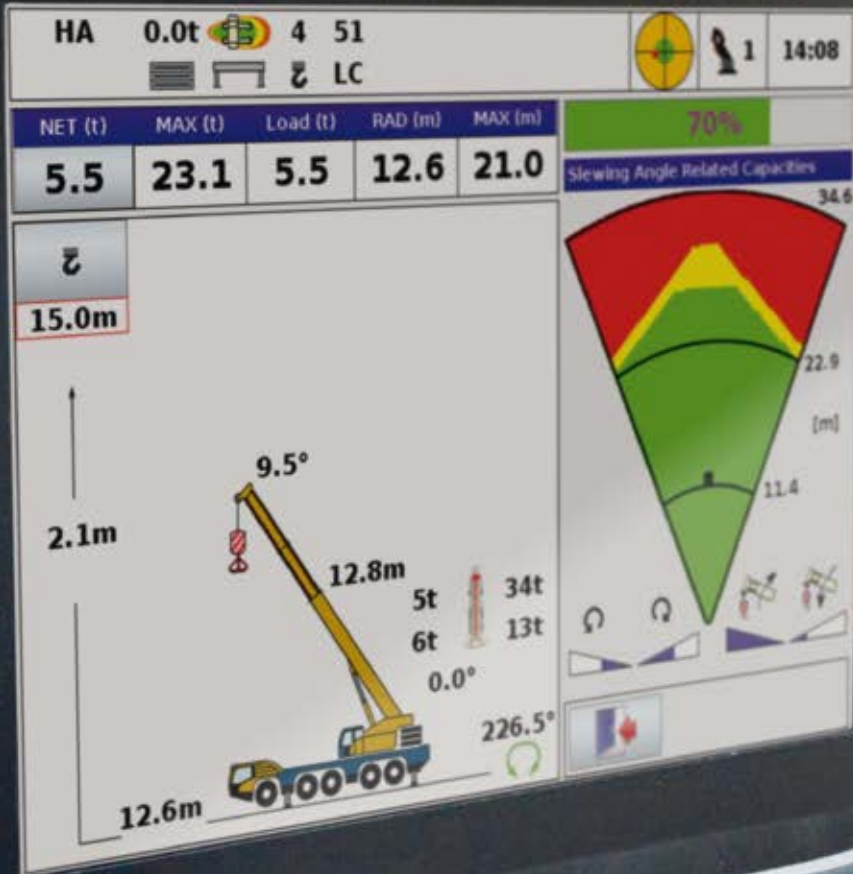 HA 0.0t 4 51
LC
1 14:08
NET (t) MAX (t) Load (t) RAD (m) MAX (m)
5.5 23.1 5.5 12.6 21.0
70%
Slewing Angle Related Capacities
34.6
22.9
[m]
11.4
15.0m
9.5°
2.1m
12.8m
5t 34t
6t 13t
0.0°
226.5°
12.6m